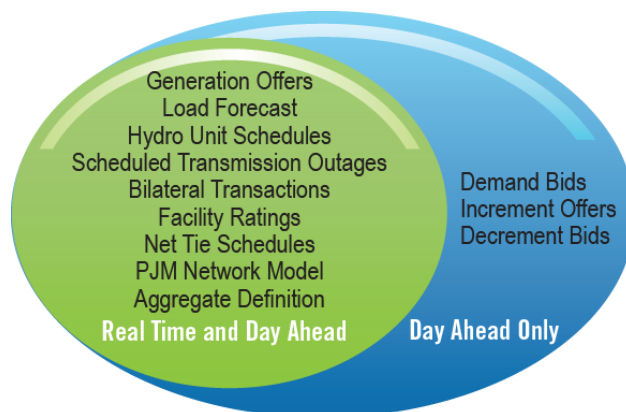 Generation Offers
Load Forecast
Hydro Unit Schedules
Scheduled Transmission Outages
Bilateral Transactions
Facility Ratings
Net Tie Schedules
PJM Network Model
Aggregate Definition
Real Time and Day Ahead
Demand Bids
Increment Offers
Decrement Bids
Day Ahead Only